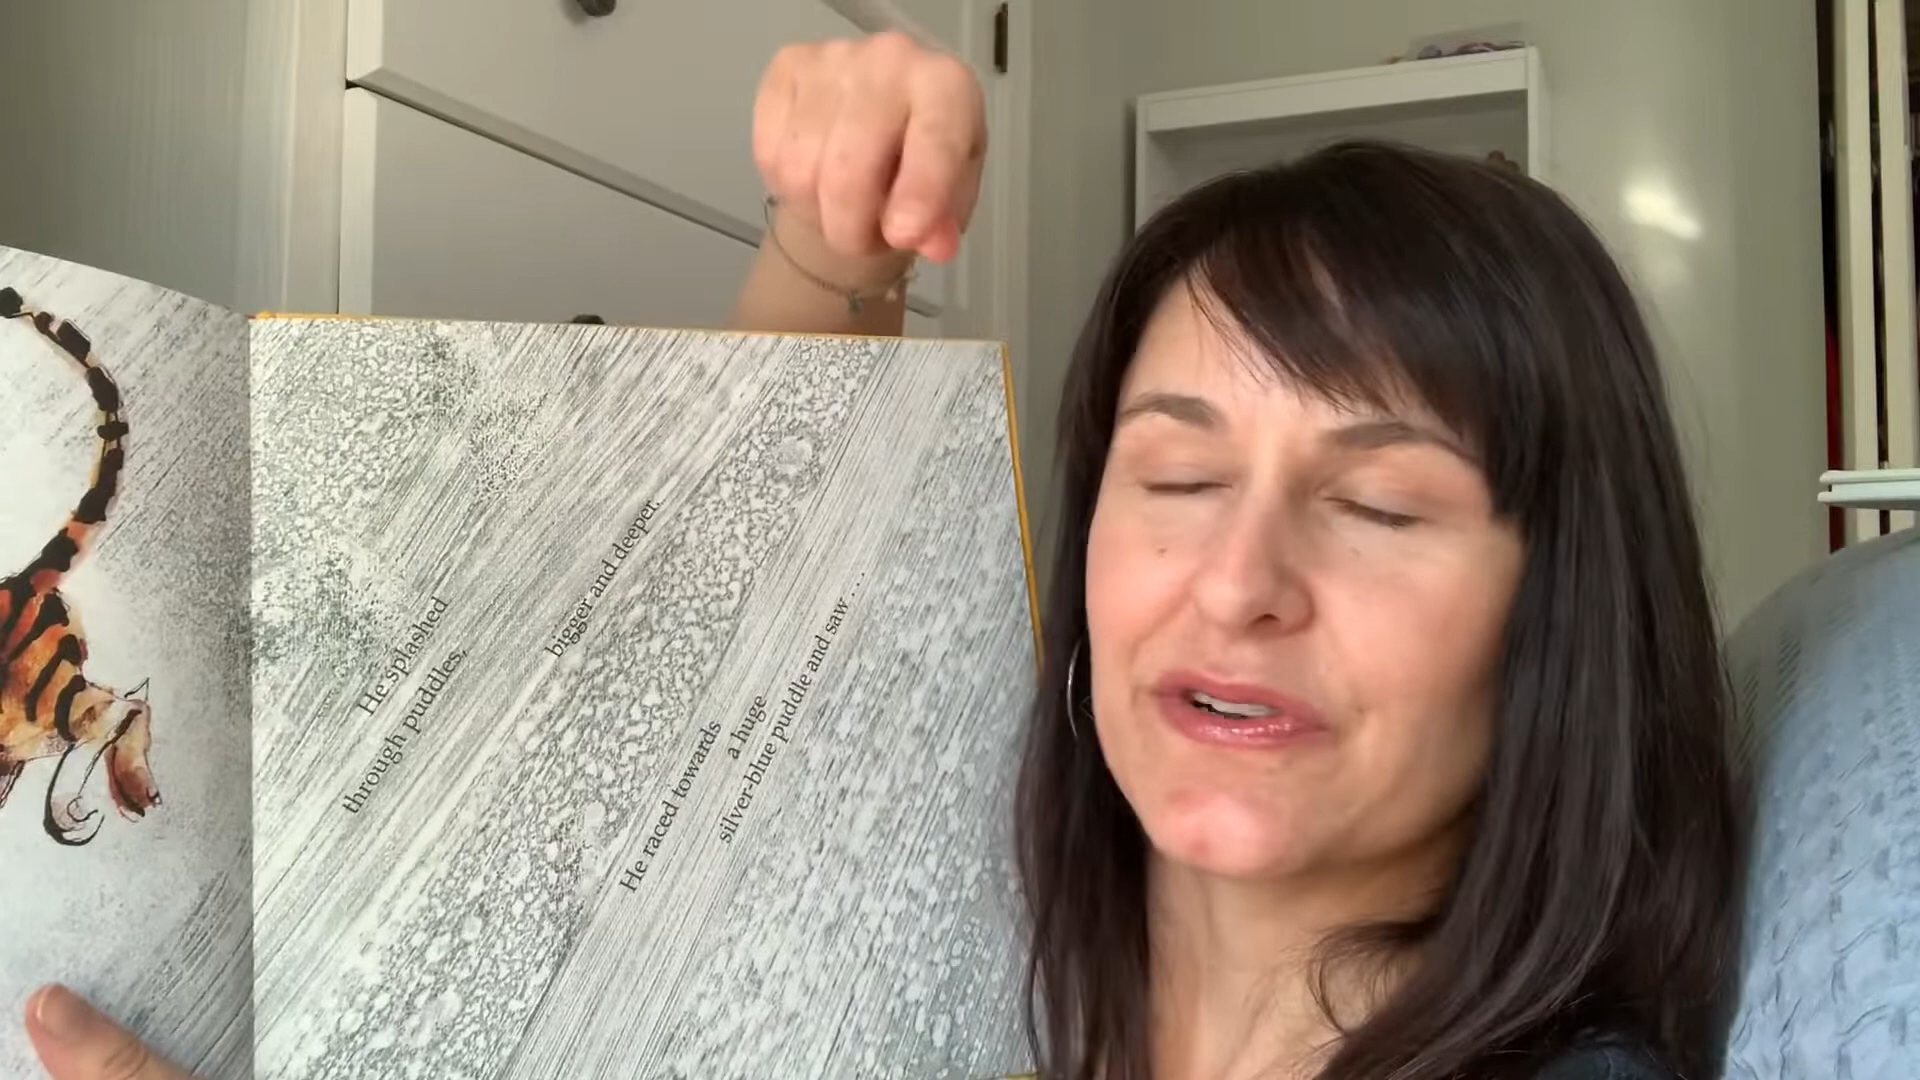 He splashed
through puddles,
bigger and deeper.
He raced towards
a huge
silver-blue puddle and saw . . .